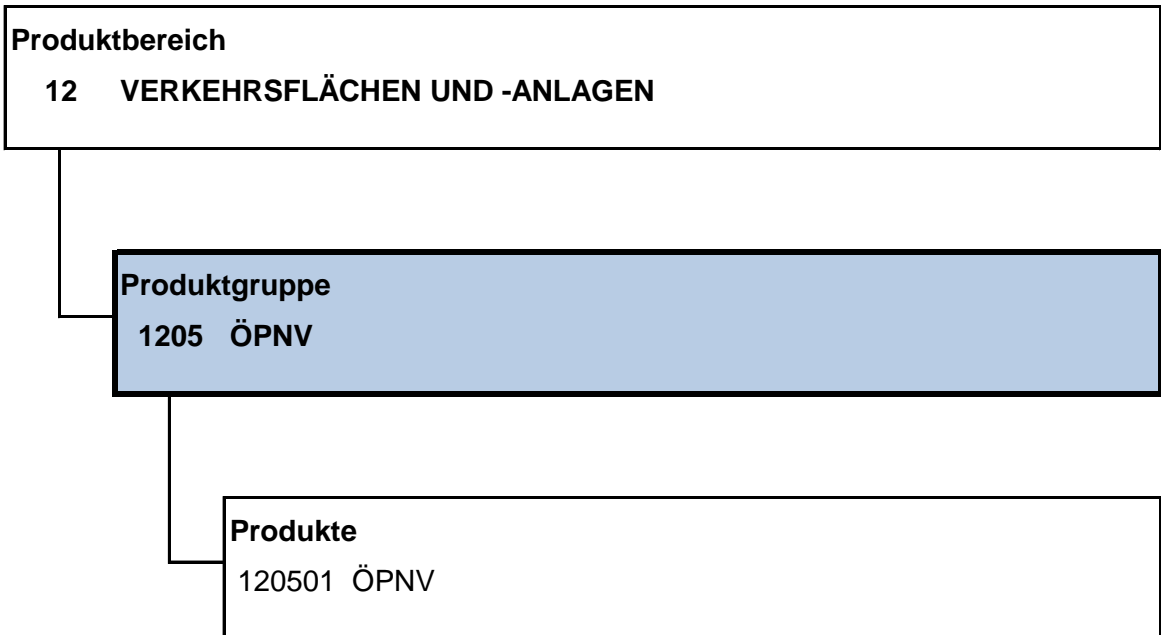 Produktbereich
12 VERKEHRSFLÄCHEN UND -ANLAGEN
Produktgruppe
1205 ÖPNV
Produkte
120501 ÖPNV